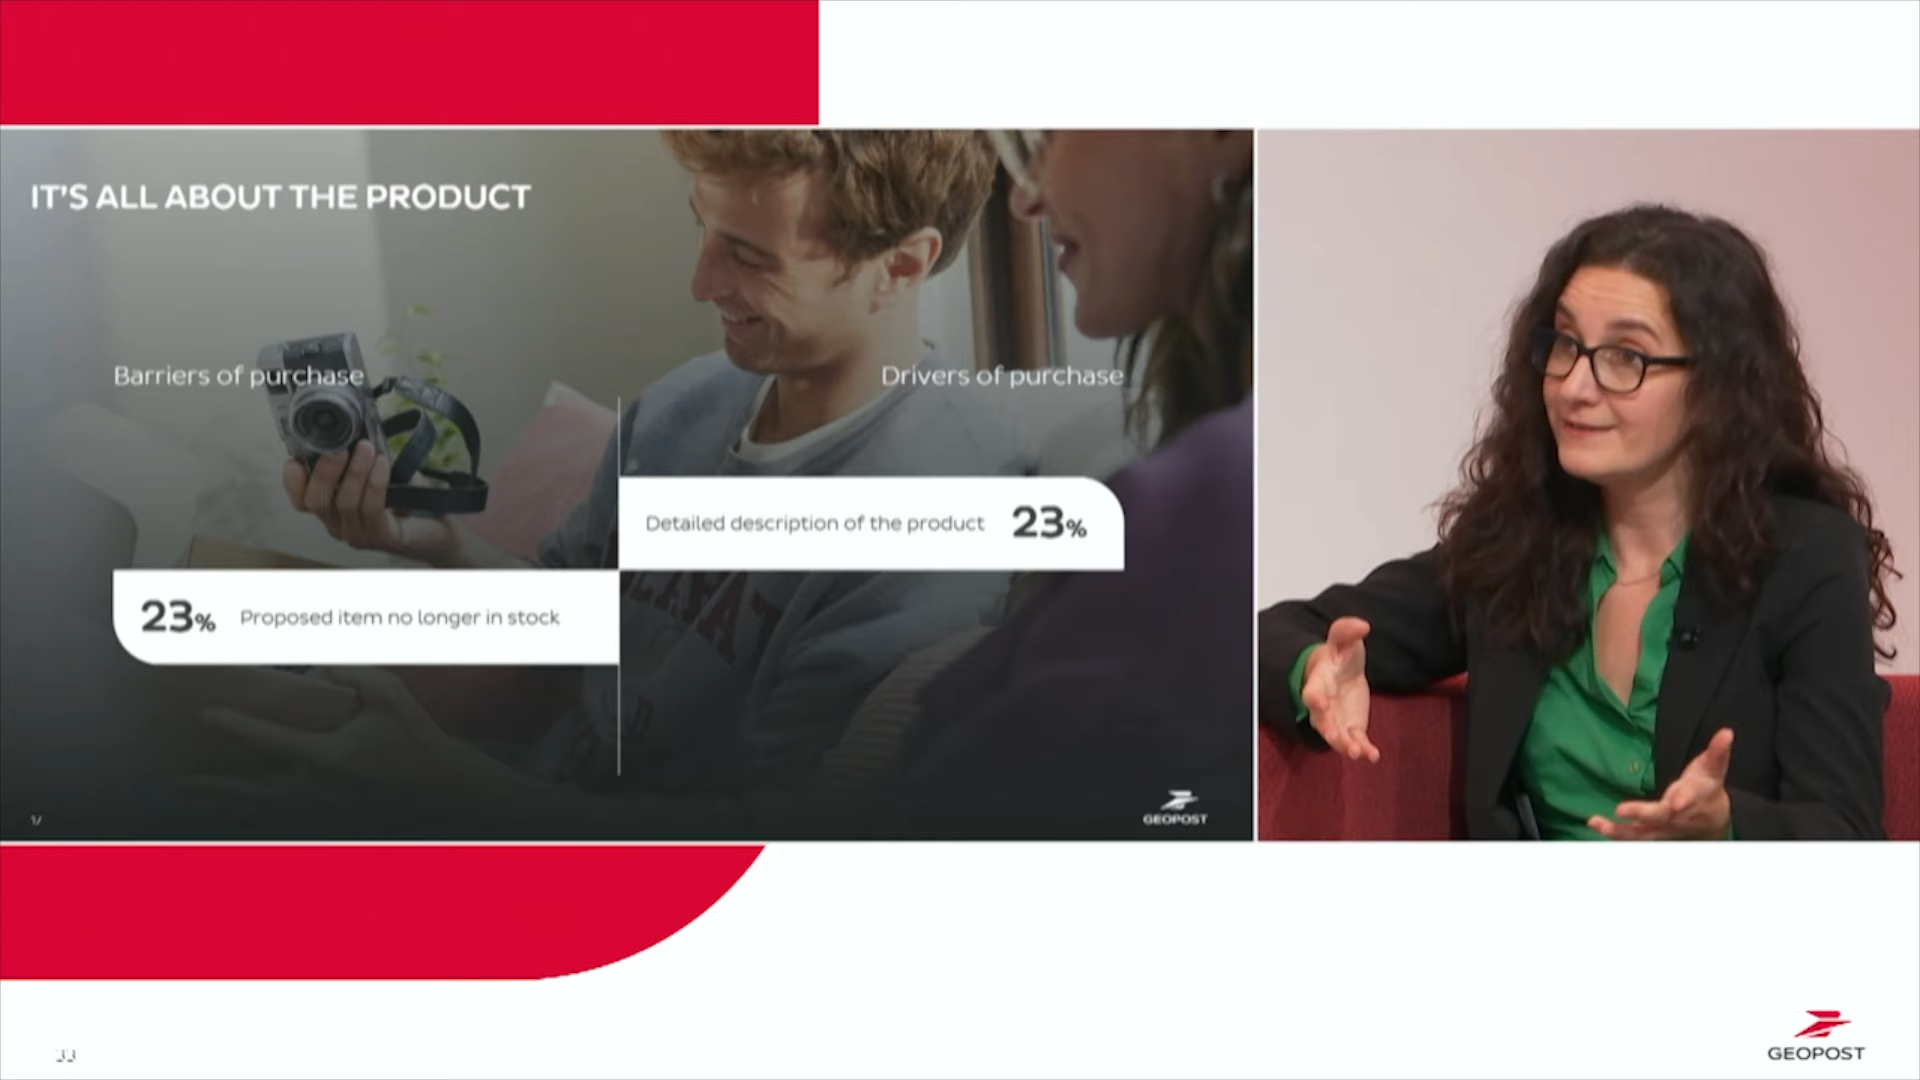 IT'S ALL ABOUT THE PRODUCT
Barriers of purchase
Drivers of purchase
Detailed description of the product 23%
23% Proposed item no longer in stock
GEOPOST
GEOPOST